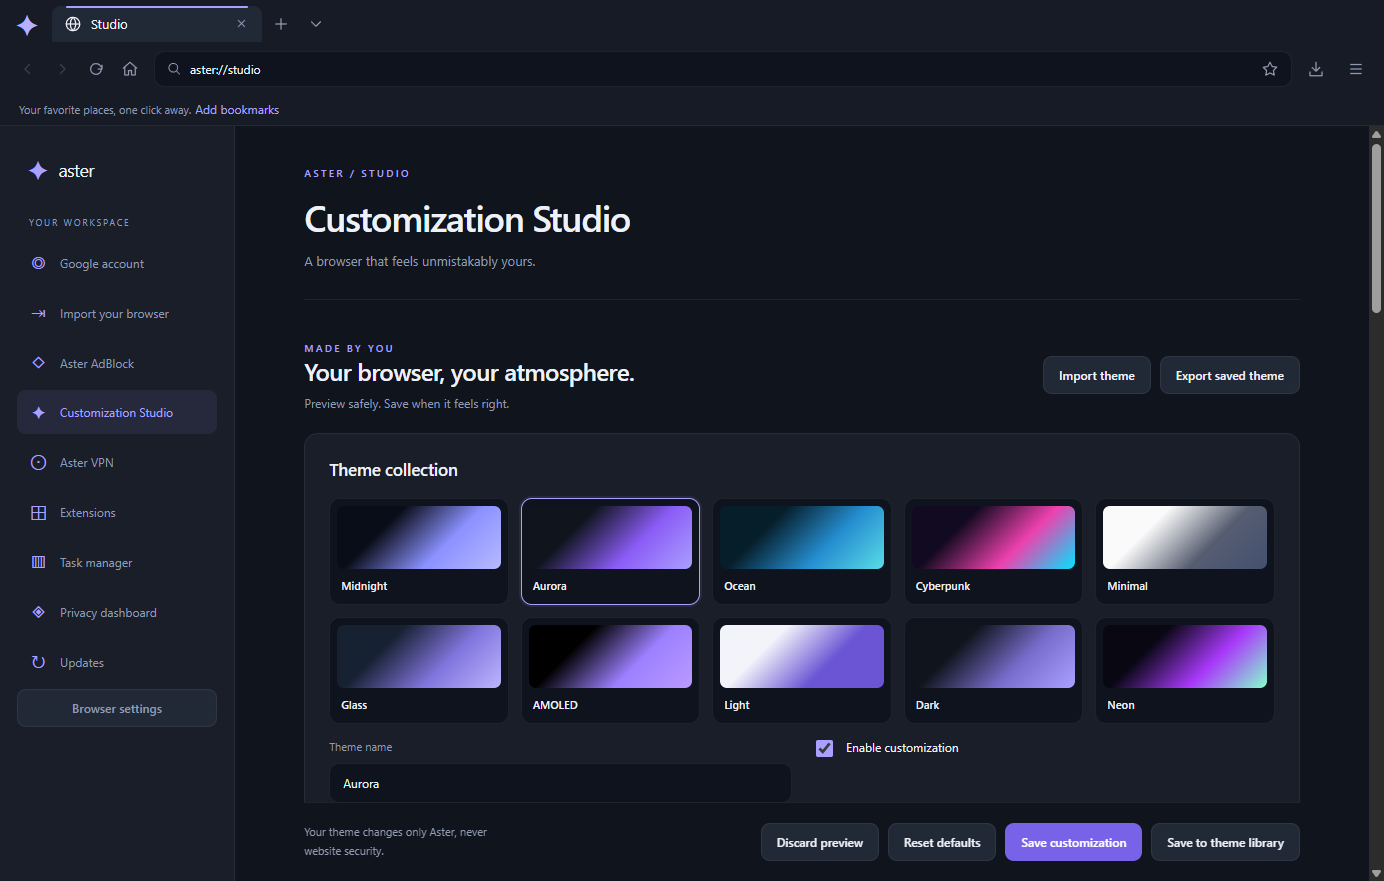 Studio
aster://studio
Your favorite places, one click away. Add bookmarks
aster
YOUR WORKSPACE
Google account
Import your browser
Aster AdBlock
Customization Studio
Aster VPN
Extensions
Task manager
Privacy dashboard
Updates
Browser settings
ASTER / STUDIO
Customization Studio
A browser that feels unmistakably yours.
MADE BY YOU
Your browser, your atmosphere.
Preview safely. Save when it feels right.
Import theme
Export saved theme
Theme collection
Midnight
Aurora
Ocean
Cyberpunk
Minimal
Glass
AMOLED
Light
Dark
Neon
Theme name
Enable customization
Aurora
Your theme changes only Aster, never
website security.
Discard preview
Reset defaults
Save customization
Save to theme library